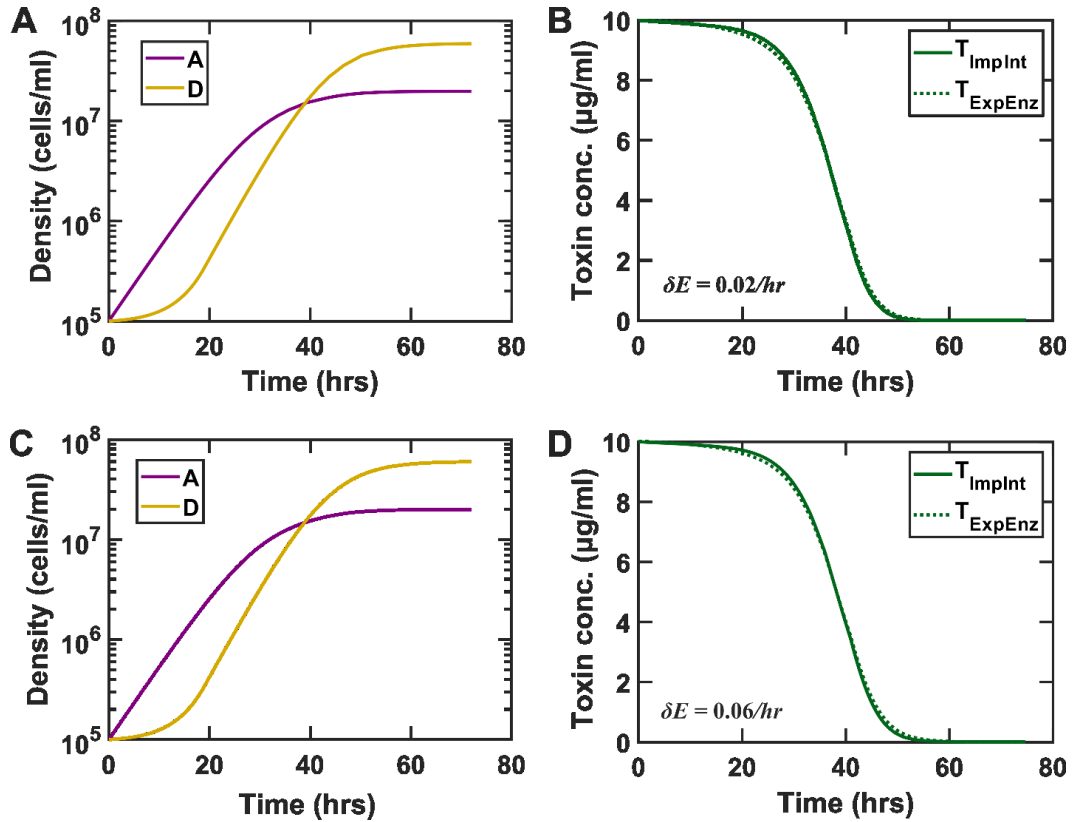 A
10^8
10^7
10^6
10^5
Density (cells/ml)
A
D
0 20 40 60 80
Time (hrs)
B
10
8
6
4
2
0
Toxin conc. (µg/ml)
T_ImpInt
T_ExpEnz
δE = 0.02/hr
0 20 40 60 80
Time (hrs)
C
10^8
10^7
10^6
10^5
Density (cells/ml)
A
D
0 20 40 60 80
Time (hrs)
D
10
8
6
4
2
0
Toxin conc. (µg/ml)
T_ImpInt
T_ExpEnz
δE = 0.06/hr
0 20 40 60 80
Time (hrs)